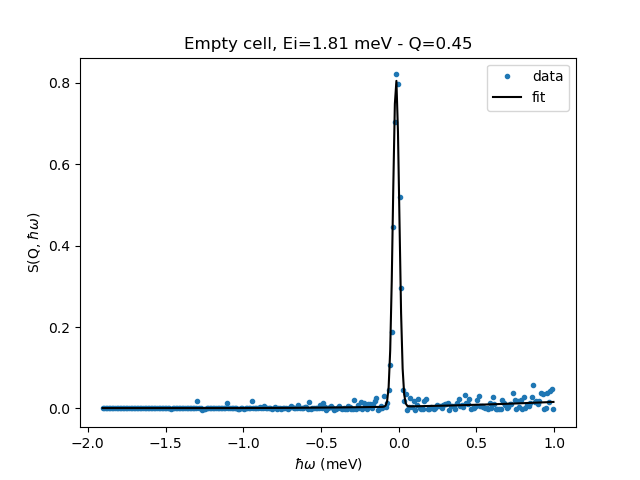 Empty cell, Ei=1.81 meV - Q=0.45
data
fit
S(Q, ℏω)
0.8
0.6
0.4
0.2
0.0
−2.0 −1.5 −1.0 −0.5 0.0 0.5 1.0
ℏω (meV)